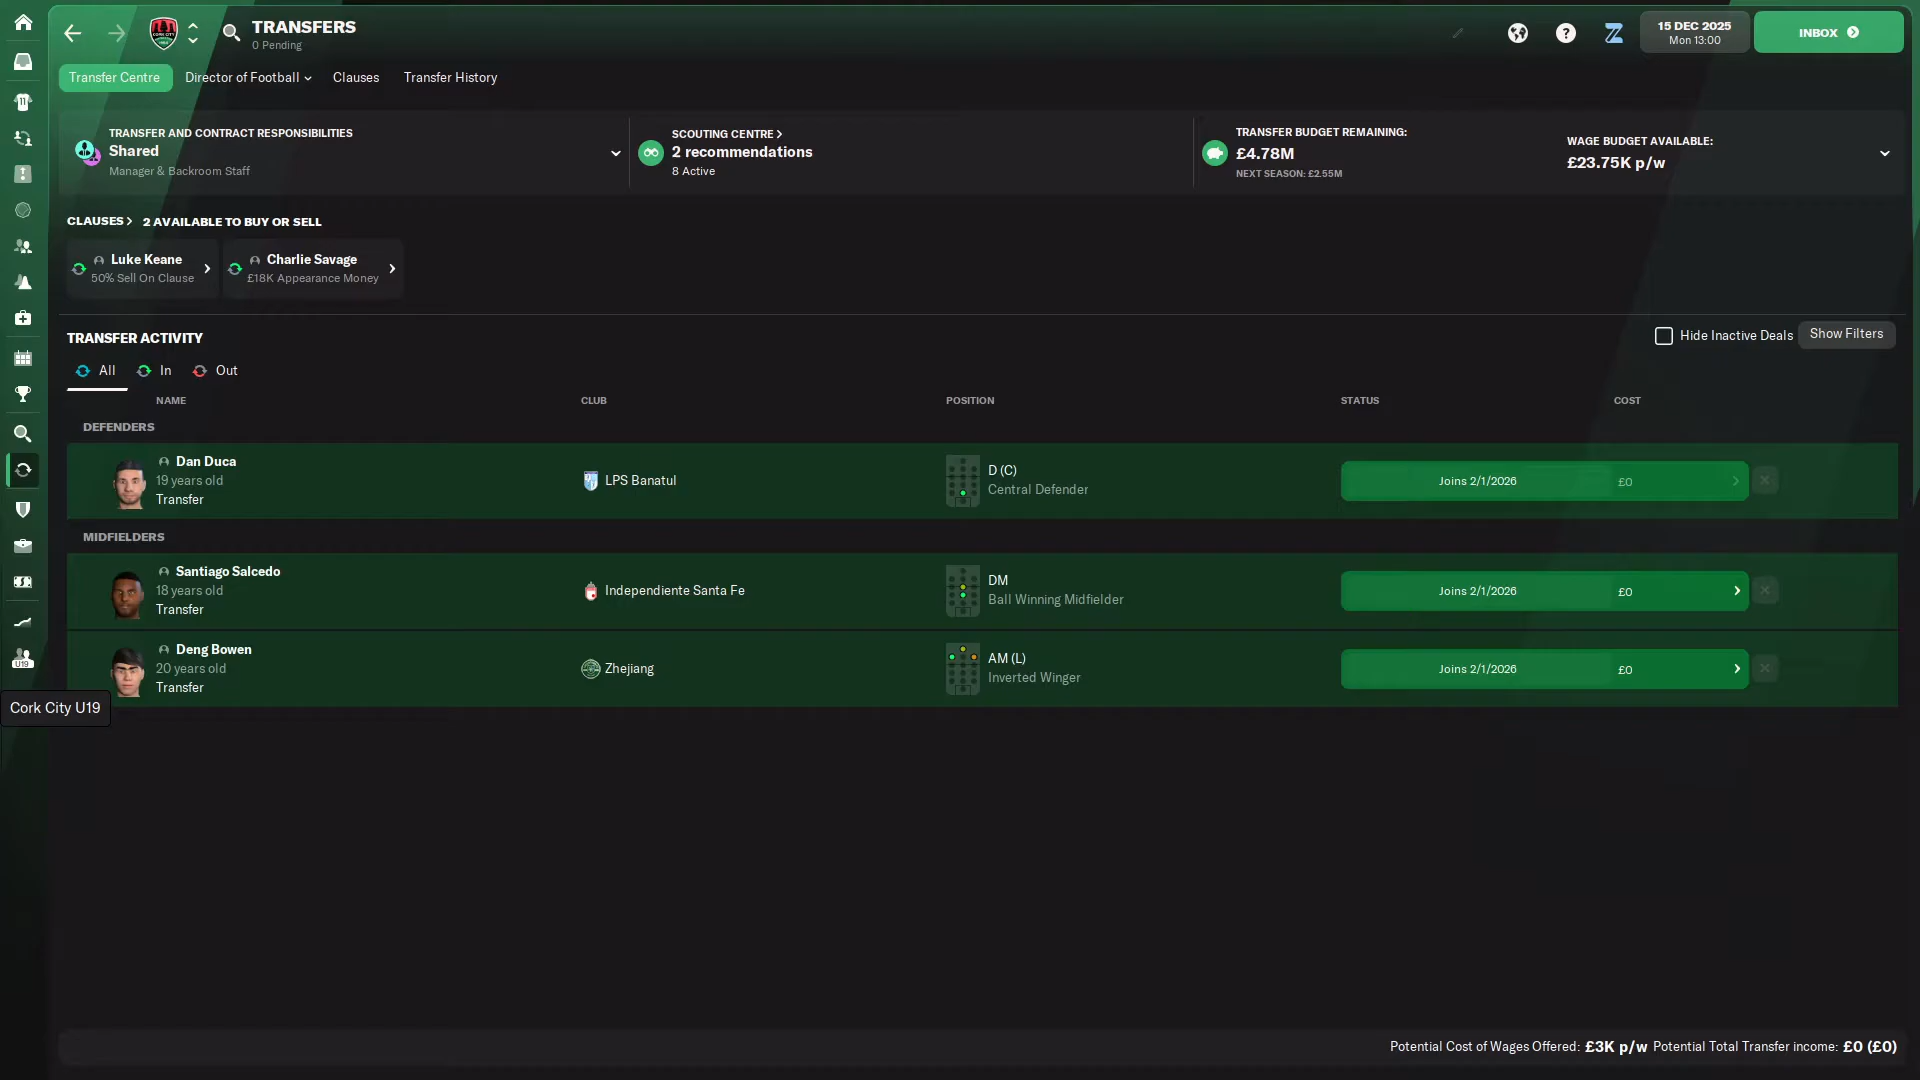 TRANSFERS
0 Pending
15 DEC 2025
Mon 13:00
INBOX
Transfer Centre
Director of Football
Clauses
Transfer History
TRANSFER AND CONTRACT RESPONSIBILITIES
Shared
Manager & Backroom Staff
SCOUTING CENTRE >
2 recommendations
8 Active
TRANSFER BUDGET REMAINING:
£4.78M
NEXT SEASON: £2.55M
WAGE BUDGET AVAILABLE:
£23.75K p/w
CLAUSES > 2 AVAILABLE TO BUY OR SELL
Luke Keane
50% Sell On Clause
Charlie Savage
£18K Appearance Money
TRANSFER ACTIVITY
Hide Inactive Deals
Show Filters
All
In
Out
NAME
CLUB
POSITION
STATUS
COST
DEFENDERS
Dan Duca
19 years old
Transfer
LPS Banatul
D (C)
Central Defender
Joins 2/1/2026
£0
MIDFIELDERS
Santiago Salcedo
18 years old
Transfer
Independiente Santa Fe
DM
Ball Winning Midfielder
Joins 2/1/2026
£0
Deng Bowen
20 years old
Transfer
Zhejiang
AM (L)
Inverted Winger
Joins 2/1/2026
£0
U19
Cork City U19
Potential Cost of Wages Offered: £3K p/w Potential Total Transfer income: £0 (£0)